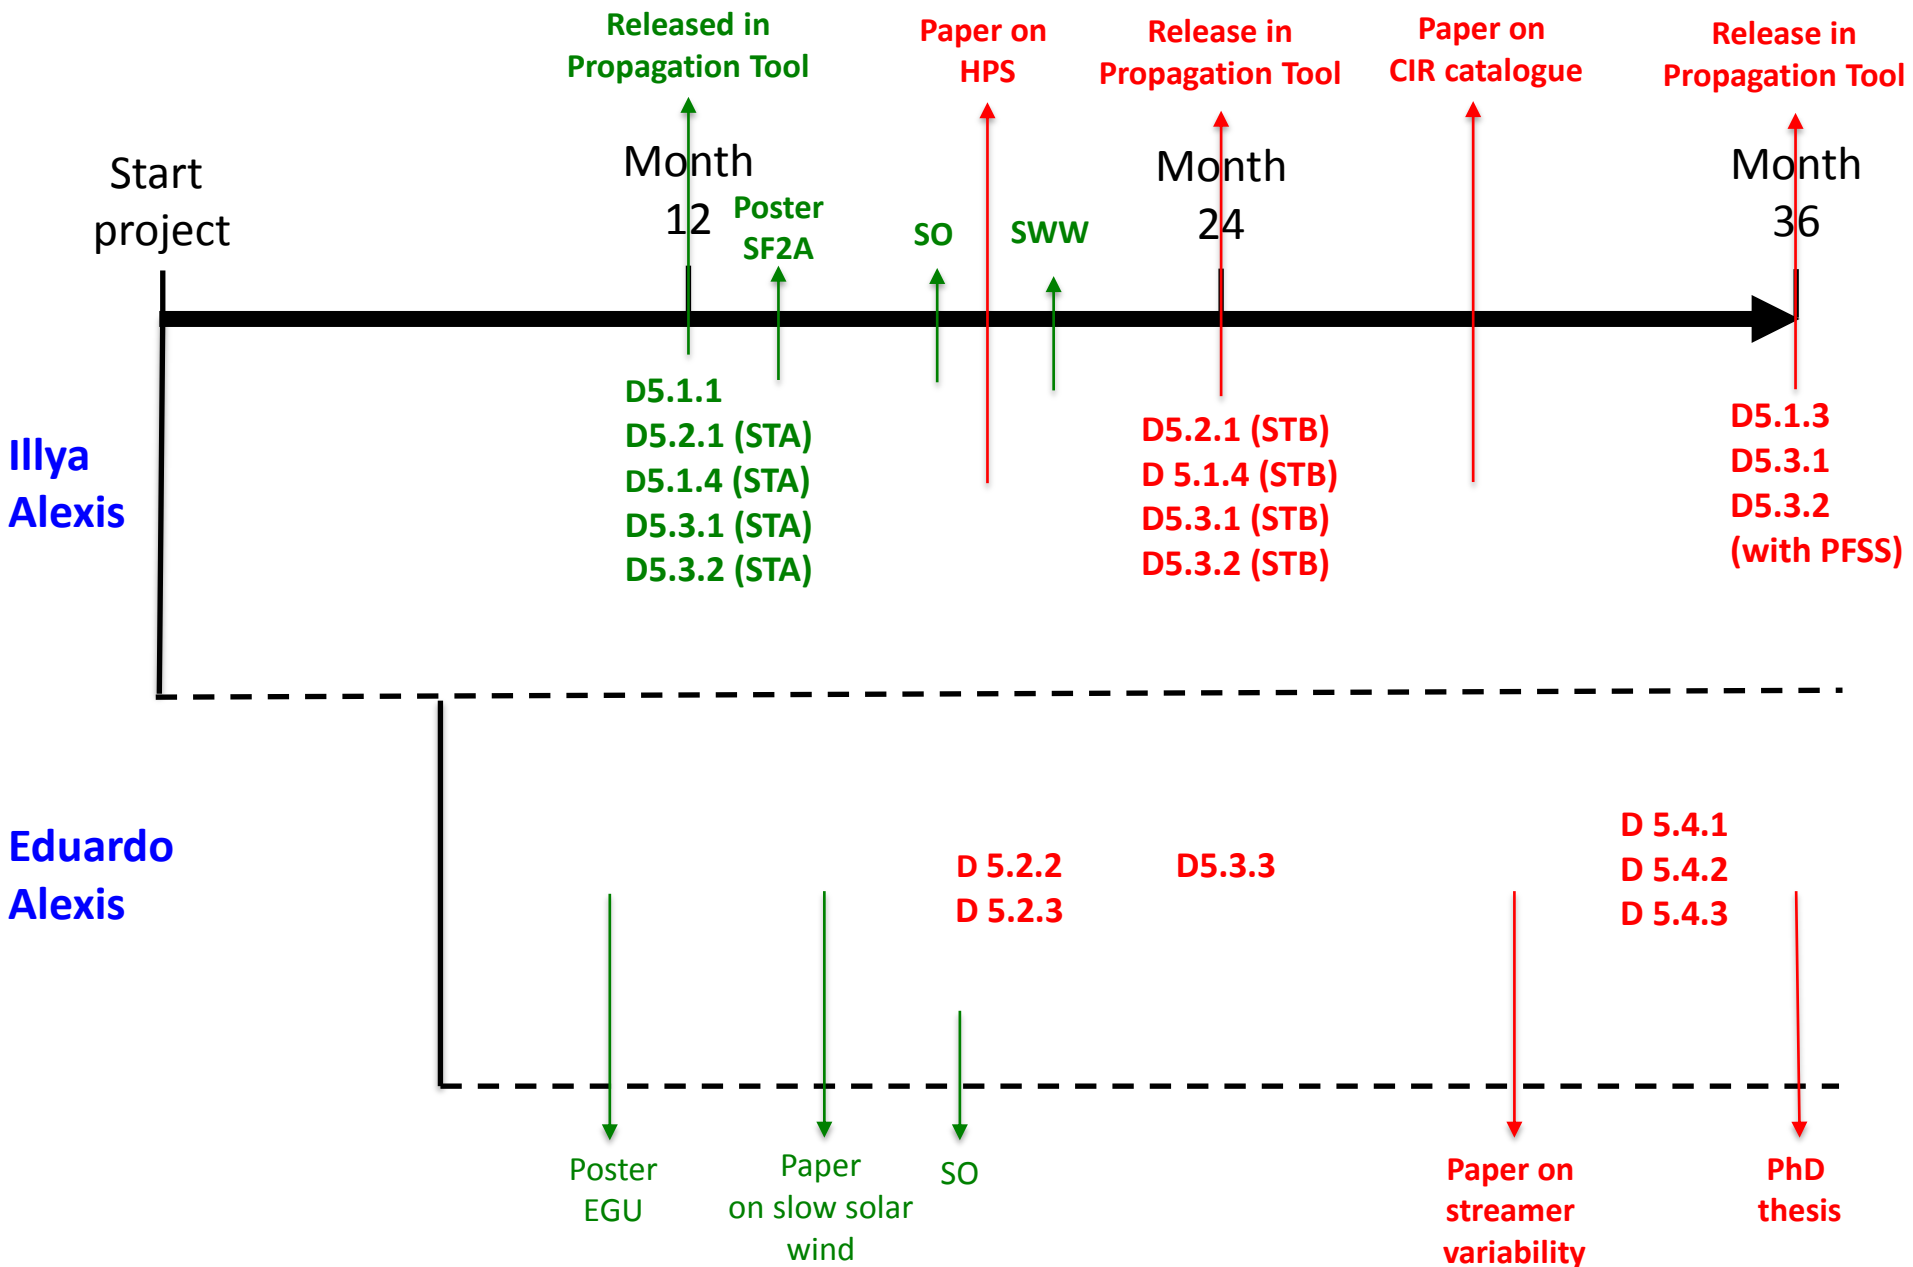 Released in
Propagation Tool
Paper on
HPS
Release in
Propagation Tool
Paper on
CIR catalogue
Release in
Propagation Tool
Start
project
Month
12
Poster
SF2A
SO
SWW
Month
24
Month
36
Illya
Alexis
D5.1.1
D5.2.1 (STA)
D5.1.4 (STA)
D5.3.1 (STA)
D5.3.2 (STA)
D5.2.1 (STB)
D 5.1.4 (STB)
D5.3.1 (STB)
D5.3.2 (STB)
D5.1.3
D5.3.1
D5.3.2
(with PFSS)
Eduardo
Alexis
D 5.2.2
D 5.2.3
D5.3.3
D 5.4.1
D 5.4.2
D 5.4.3
Poster
EGU
Paper
on slow solar
wind
SO
Paper on
streamer
variability
PhD
thesis